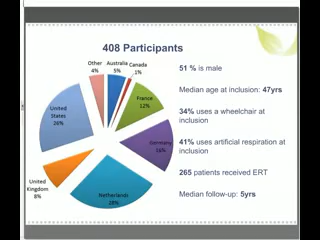 408 Participants
Other
4%
Australia
5%
Canada
1%
France
12%
Germany
16%
Netherlands
28%
United
Kingdom
8%
United
States
26%
51 % is male
Median age at inclusion: 47yrs
34% uses a wheelchair at
inclusion
41% uses artificial respiration at
inclusion
265 patients received ERT
Median follow-up: 5yrs